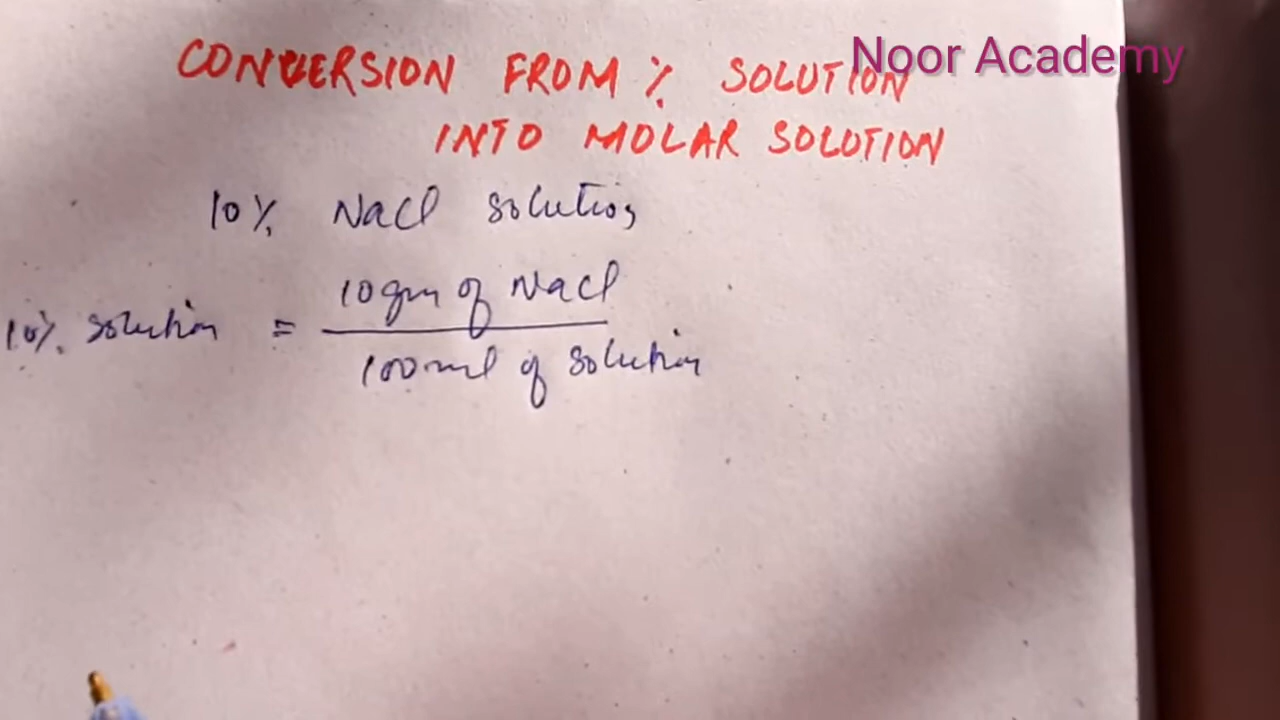 Noor Academy
CONVERSION FROM % SOLUTION
INTO MOLAR SOLUTION
10% NaCl solution
10% solution = 10gm of NaCl
100ml of solution